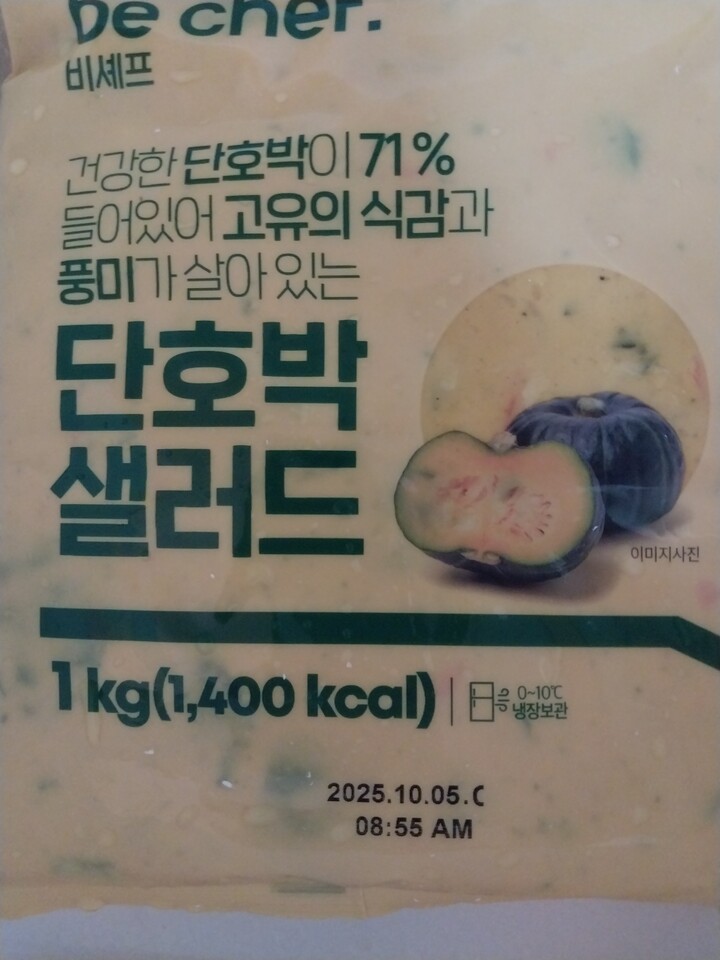 be chef.
비셰프
건강한 단호박이 71%
들어있어 고유의 식감과
풍미가 살아 있는
단호박
샐러드
이미지사진
1 kg(1,400 kcal)
0~10℃
냉장보관
2025.10.05.C
08:55 AM